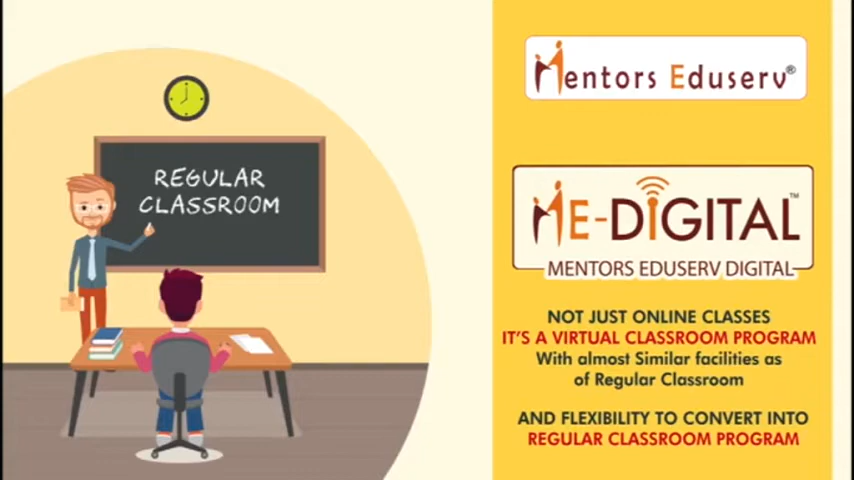 REGULAR
CLASSROOM
Mentors Eduserv®
ME-DIGITAL™
MENTORS EDUSERV DIGITAL
NOT JUST ONLINE CLASSES
IT'S A VIRTUAL CLASSROOM PROGRAM
With almost Similar facilities as
of Regular Classroom
AND FLEXIBILITY TO CONVERT INTO
REGULAR CLASSROOM PROGRAM